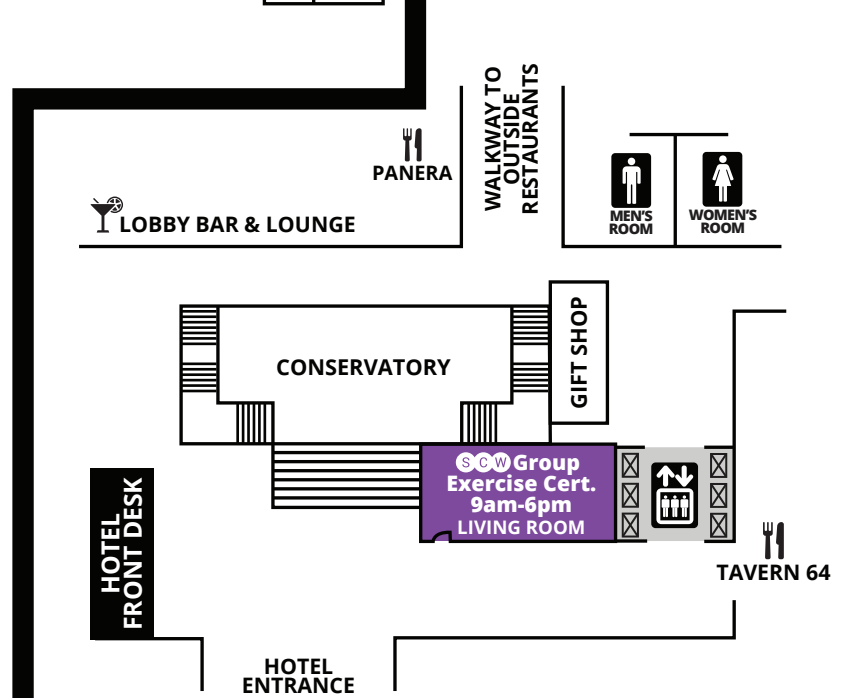 WALKWAY TO
OUTSIDE
RESTAURANTS
PANERA
LOBBY BAR & LOUNGE
MEN'S
ROOM
WOMEN'S
ROOM
GIFT SHOP
CONSERVATORY
SCW Group
Exercise Cert.
9am-6pm
LIVING ROOM
HOTEL
FRONT DESK
TAVERN 64
HOTEL
ENTRANCE